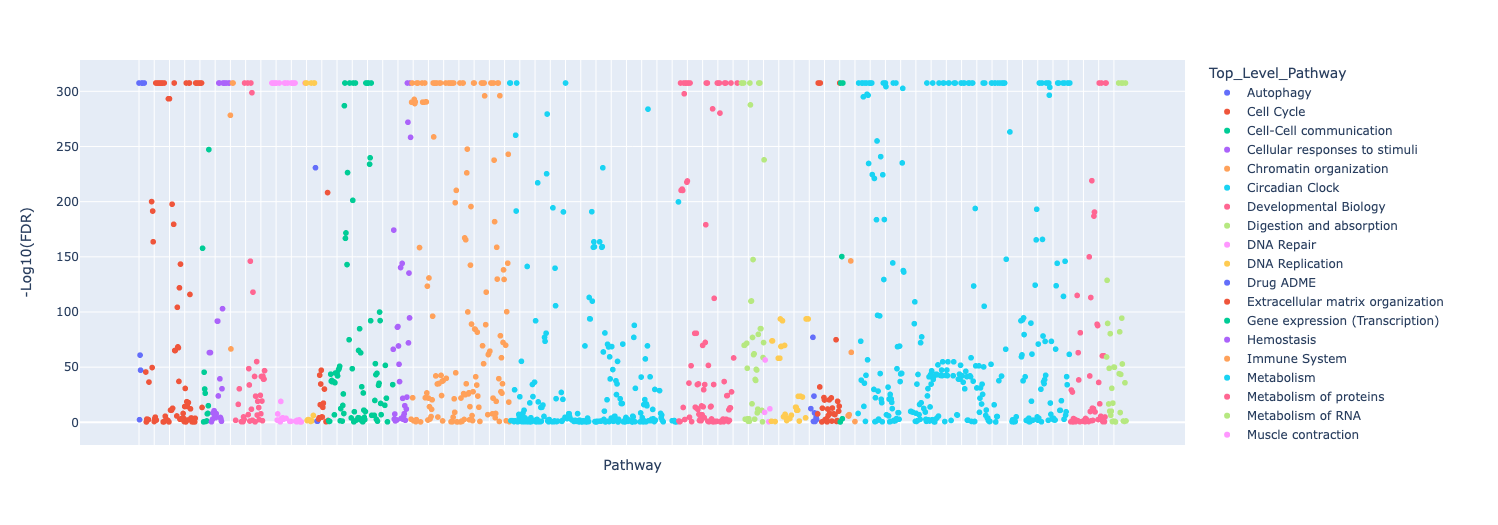 Top_Level_Pathway
Autophagy
Cell Cycle
Cell-Cell communication
Cellular responses to stimuli
Chromatin organization
Circadian Clock
Developmental Biology
Digestion and absorption
DNA Repair
DNA Replication
Drug ADME
Extracellular matrix organization
Gene expression (Transcription)
Hemostasis
Immune System
Metabolism
Metabolism of proteins
Metabolism of RNA
Muscle contraction
300
250
200
150
100
50
0
-Log10(FDR)
Pathway